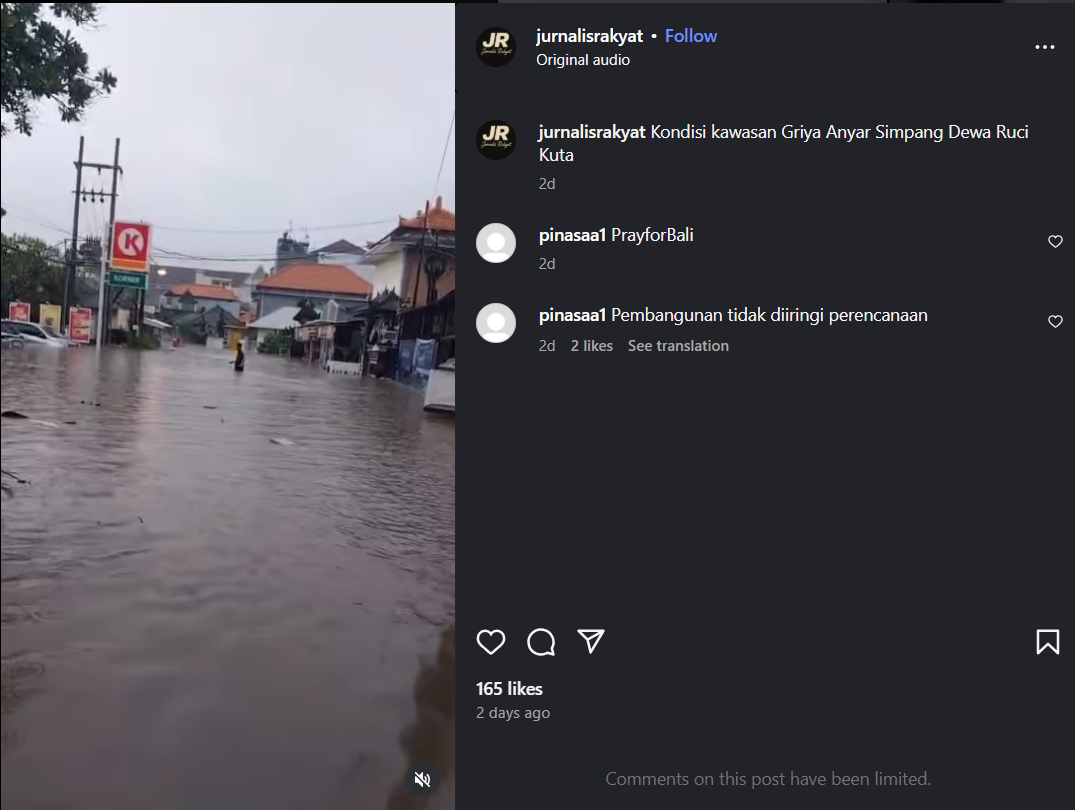 K
KORNER
JR
Jurnalis Rakyat
jurnalisrakyat • Follow
Original audio
JR
Jurnalis Rakyat
jurnalisrakyat Kondisi kawasan Griya Anyar Simpang Dewa Ruci
Kuta
2d
pinasaa1 PrayforBali
2d
pinasaa1 Pembangunan tidak diiringi perencanaan
2d 2 likes See translation
165 likes
2 days ago
Comments on this post have been limited.